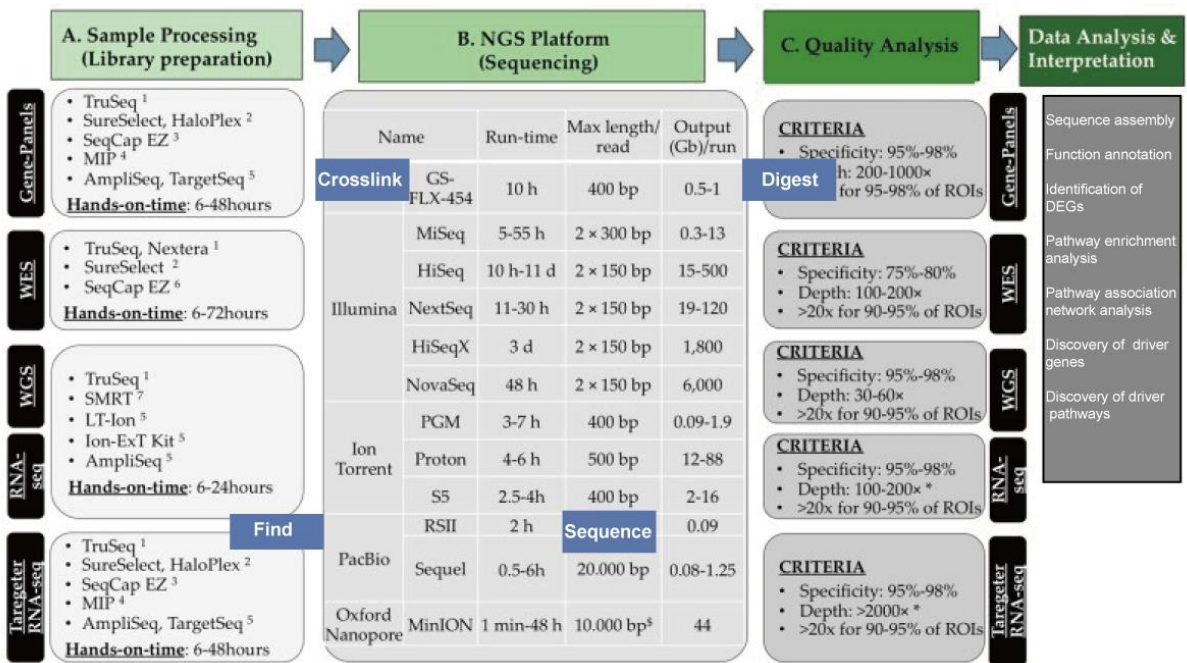 A. Sample Processing
(Library preparation)
B. NGS Platform
(Sequencing)
C. Quality Analysis
Data Analysis &
Interpretation
Gene-Panels
• TruSeq 1
• SureSelect, HaloPlex 2
• SeqCap EZ 3
• MIP 4
• AmpliSeq, TargetSeq 5
Hands-on-time: 6-48hours
WES
• TruSeq, Nextera 1
• SureSelect 2
• SeqCap EZ 6
Hands-on-time: 6-72hours
WGS
RNA-
seq
• TruSeq 1
• SMRT 7
• LT-Ion 5
• Ion-ExT Kit 5
• AmpliSeq 5
Hands-on-time: 6-24hours
Taregeter
RNA-seq
• TruSeq 1
• SureSelect, HaloPlex 2
• SeqCap EZ 3
• MIP 4
• AmpliSeq, TargetSeq 5
Hands-on-time: 6-48hours
Find
Crosslink
Name Run-time Max length/ read Output (Gb)/run
GS-
FLX-454 10 h 400 bp 0.5-1
Illumina
MiSeq 5-55 h 2 × 300 bp 0.3-13
HiSeq 10 h-11 d 2 × 150 bp 15-500
NextSeq 11-30 h 2 × 150 bp 19-120
HiSeqX 3 d 2 × 150 bp 1,800
NovaSeq 48 h 2 × 150 bp 6,000
Ion
Torrent
PGM 3-7 h 400 bp 0.09-1.9
Proton 4-6 h 500 bp 12-88
S5 2.5-4h 400 bp 2-16
PacBio
RSII 2 h 0.09
Sequence
Sequel 0.5-6h 20.000 bp 0.08-1.25
Oxford
Nanopore
MinION 1 min-48 h 10.000 bp$ 44
Digest
CRITERIA
• Specificity: 95%-98%
200-1000×
for 95-98% of ROIs
Gene-Panels
CRITERIA
• Specificity: 75%-80%
• Depth: 100-200×
• >20x for 90-95% of ROIs
WES
CRITERIA
• Specificity: 95%-98%
• Depth: 30-60×
• >20x for 90-95% of ROIs
WGS
CRITERIA
• Specificity: 95%-98%
• Depth: 100-200× *
• >20x for 90-95% of ROIs
RNA-
seq
CRITERIA
• Specificity: 95%-98%
• Depth: >2000× *
• >20x for 90-95% of ROIs
Taregeter
RNA-seq
Sequence assembly
Function annotation
Identification of
DEGs
Pathway enrichment
analysis
Pathway association
network analysis
Discovery of driver
genes
Discovery of driver
pathways